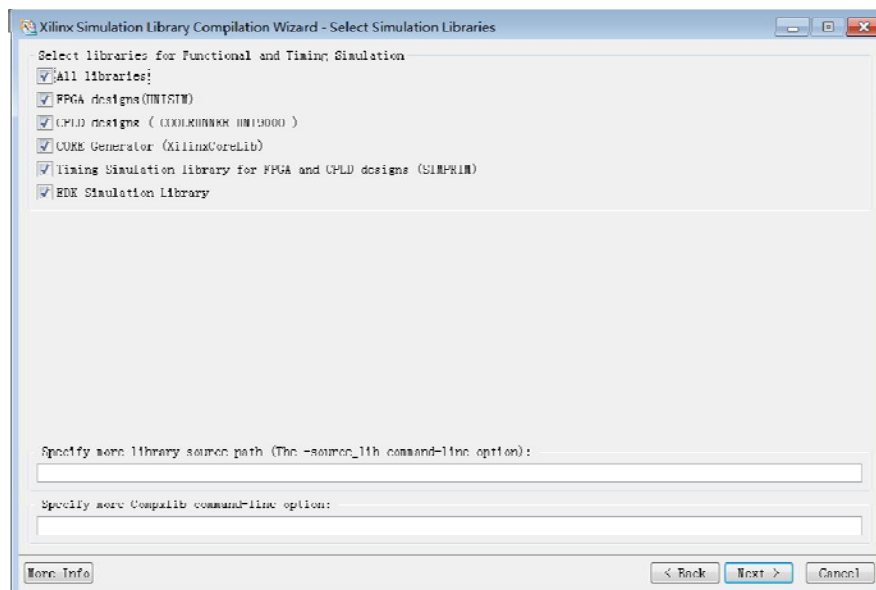 Xilinx Simulation Library Compilation Wizard - Select Simulation Libraries
Select libraries for Functional and Timing Simulation
All libraries
FPGA designs(UNISIM)
CPLD designs ( COOLRUNNER UNI9000 )
CORE Generator (XilinxCoreLib)
Timing Simulation library for FPGA and CPLD designs (SIMPRIM)
EDK Simulation Library
Specify more library source path (The -source_lib command-line option):
Specify more Compxlib command-line option:
More Info
< Back
Next >
Cancel